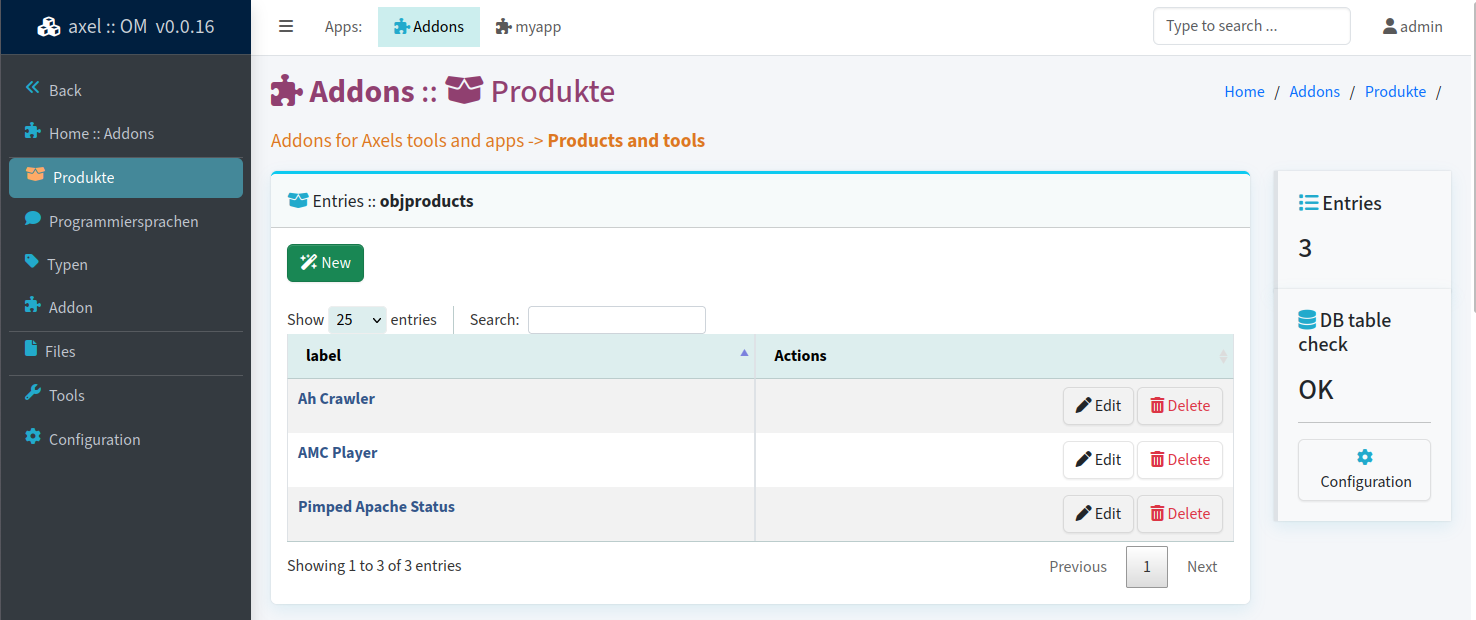 axel :: OM v0.0.16
Apps:
Addons
myapp
Type to search ...
admin
Back
Home :: Addons
Produkte
Programmiersprachen
Typen
Addon
Files
Tools
Configuration
Addons :: Produkte
Home / Addons / Produkte /
Addons for Axels tools and apps -> Products and tools
Entries :: objproducts
New
Show 25 entries
Search:
label Actions
Ah Crawler Edit Delete
AMC Player Edit Delete
Pimped Apache Status Edit Delete
Showing 1 to 3 of 3 entries
Previous 1 Next
Entries
3
DB table
check
OK
Configuration